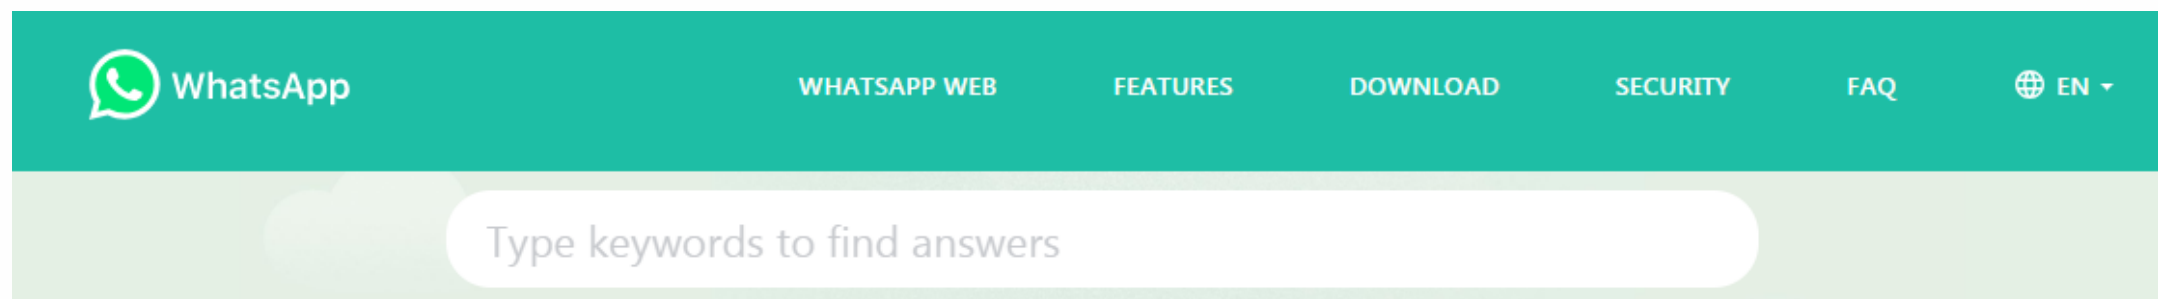 WhatsApp WHATSAPP WEB FEATURES DOWNLOAD SECURITY FAQ EN
Type keywords to find answers